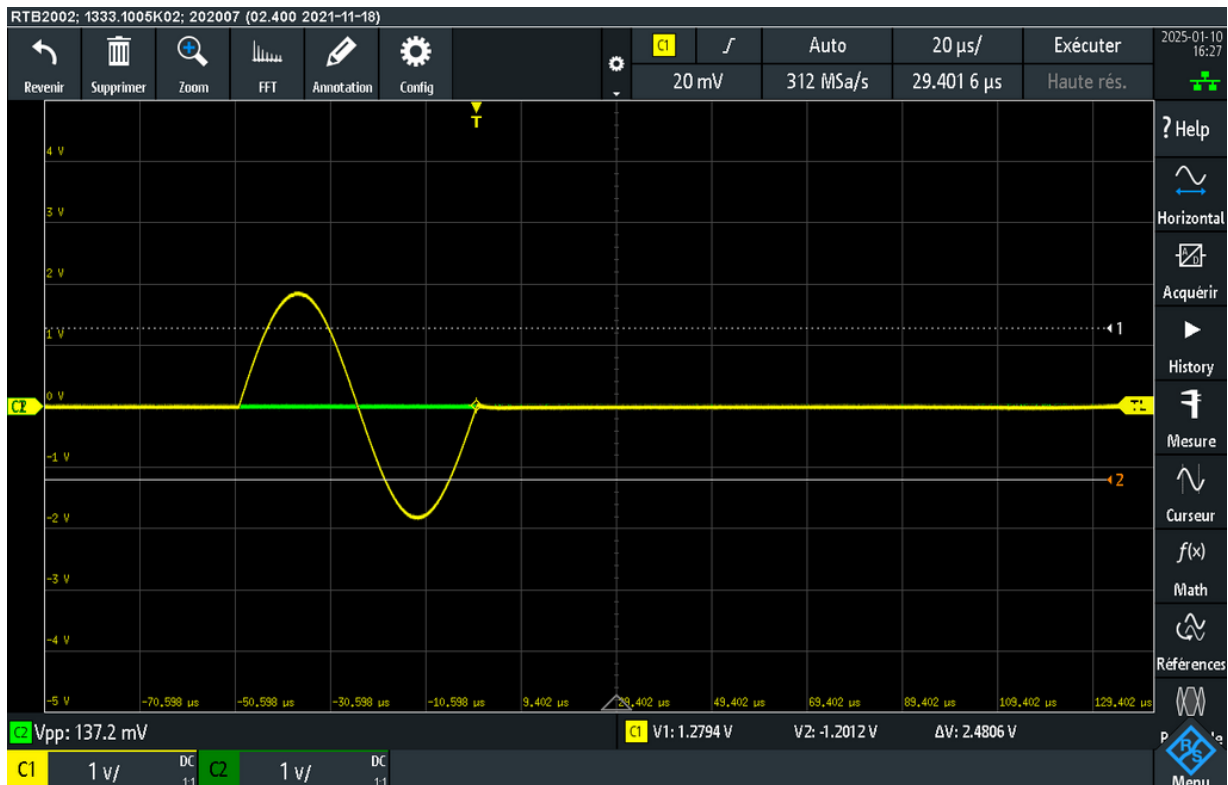 RTB2002; 1333.1005K02; 202007 (02.400 2021-11-18)
Revenir Supprimer Zoom FFT Annotation Config
C1 Auto 20 µs/ Exécuter
20 mV 312 MSa/s 29.401 6 µs Haute rés.
2025-01-10
16:27
T
4 V
3 V
2 V
1 V
0 V
-1 V
-2 V
-3 V
-4 V
-5 V
1
2
TL
-70,598 µs -50,598 µs -30,598 µs -10,598 µs 9,402 µs 29,402 µs 49,402 µs 69,402 µs 89,402 µs 109,402 µs 129,402 µs
? Help
Horizontal
A/D
Acquérir
History
Mesure
Curseur
f(x)
Math
Références
R&S
Menu
C2 Vpp: 137.2 mV
C1 V1: 1.2794 V V2: -1.2012 V ΔV: 2.4806 V
C1 1 V/ DC 1:1 C2 1 V/ DC 1:1